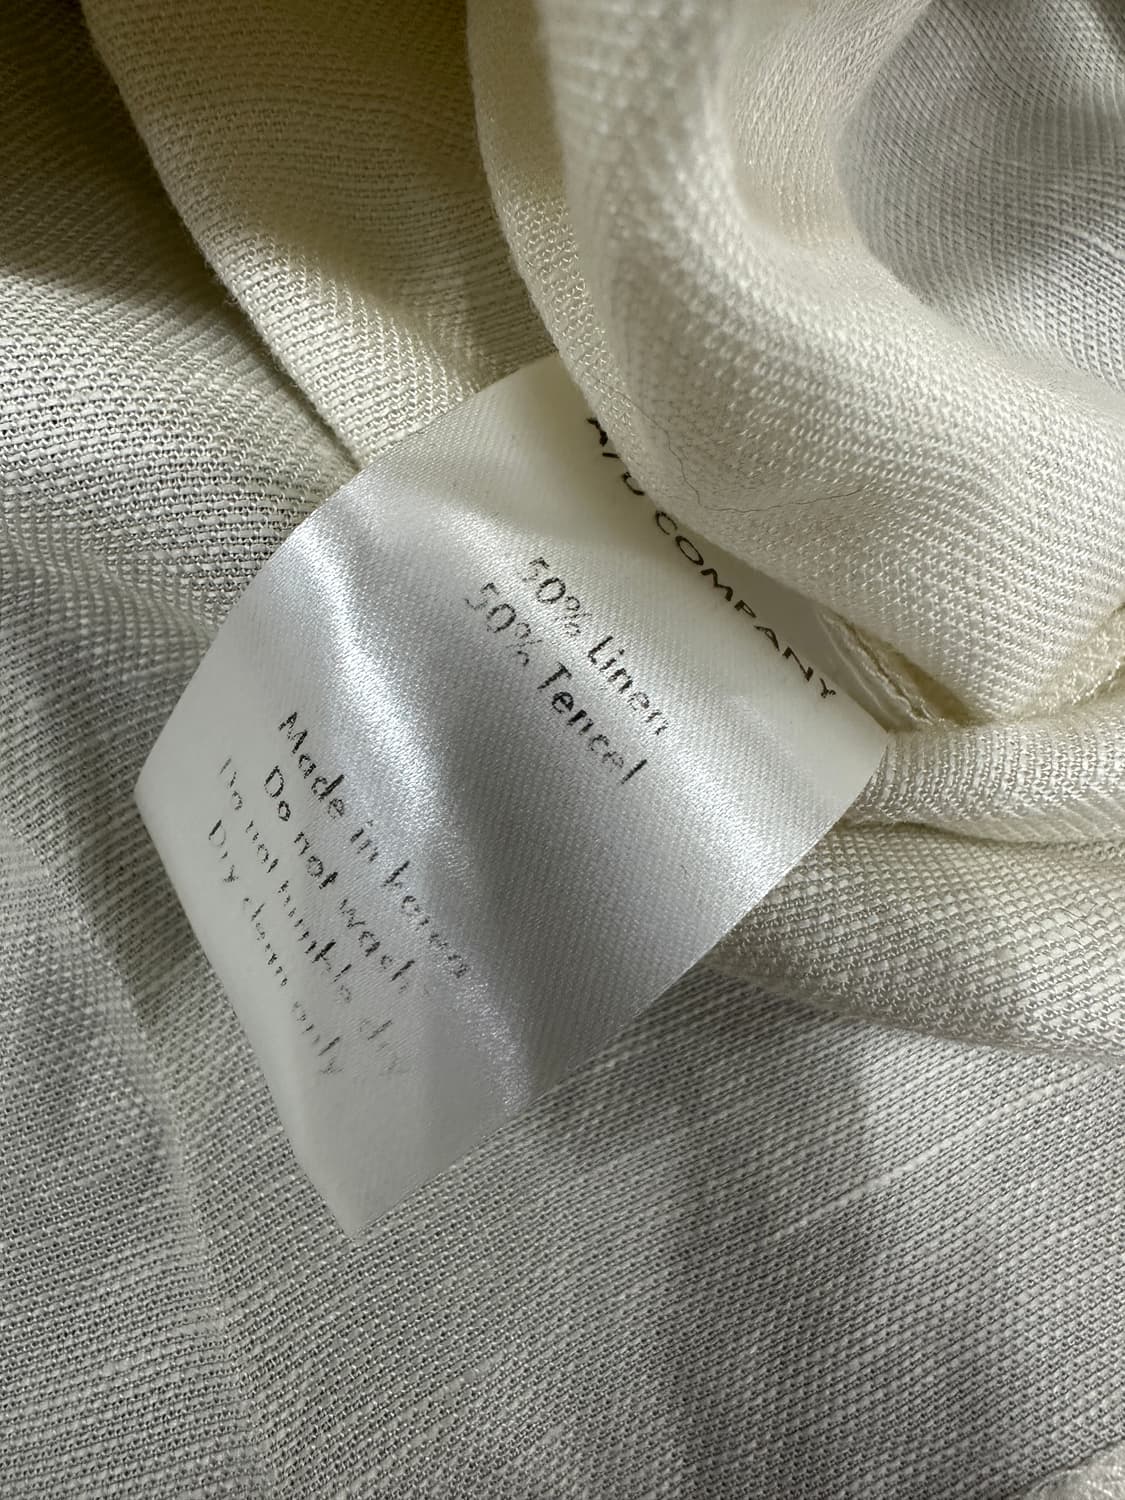 COMPANY
50% Linen
50% Tencel
Made in Korea
Do not wash
Do not tumble dry
Dry clean only